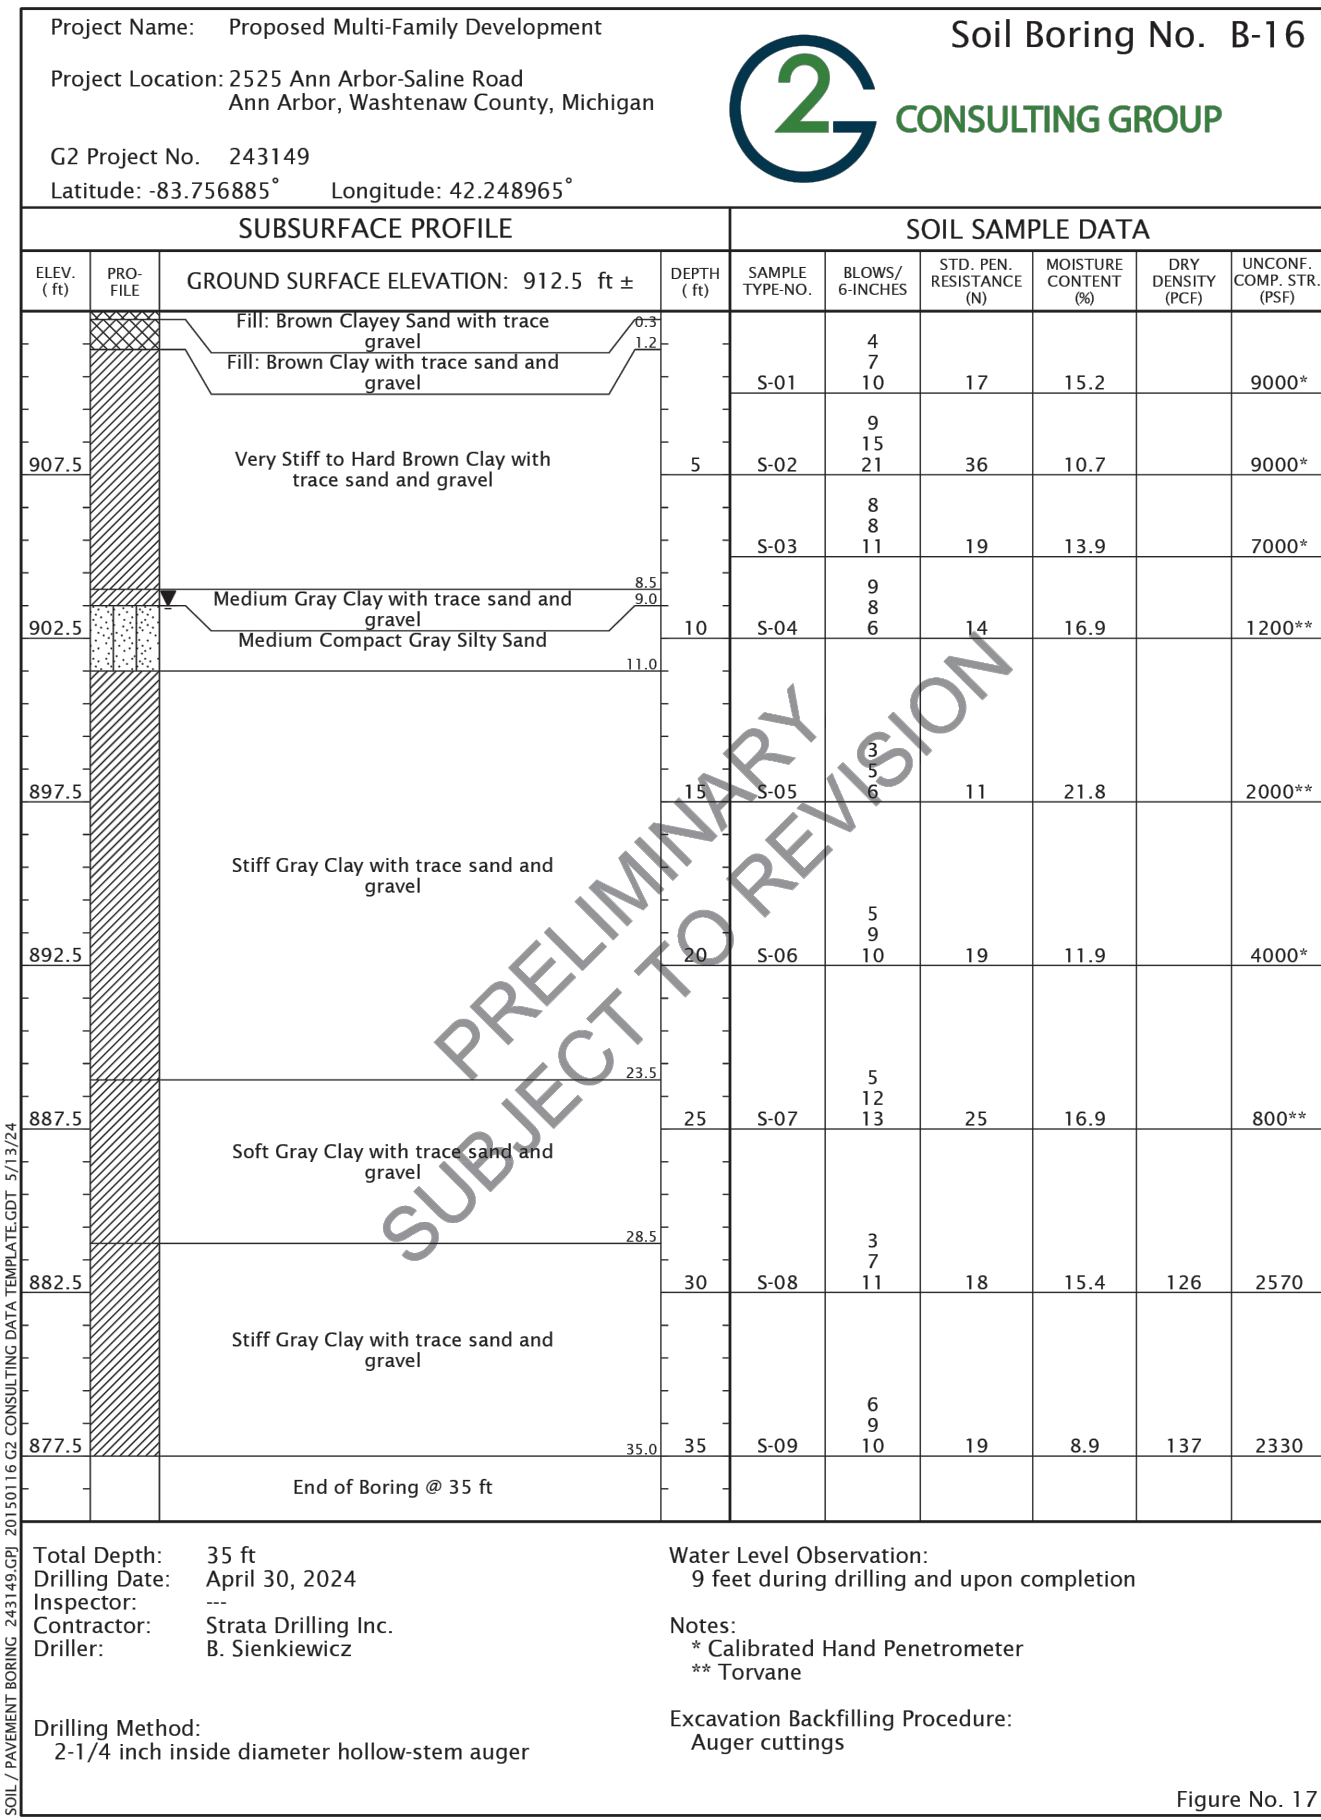 Project Name: Proposed Multi-Family Development
Soil Boring No. B-16
Project Location: 2525 Ann Arbor-Saline Road
Ann Arbor, Washtenaw County, Michigan
G2 CONSULTING GROUP
G2 Project No. 243149
Latitude: -83.756885° Longitude: 42.248965°
SUBSURFACE PROFILE SOIL SAMPLE DATA
ELEV. (ft) PRO-FILE GROUND SURFACE ELEVATION: 912.5 ft ± DEPTH (ft) SAMPLE TYPE-NO. BLOWS/ 6-INCHES STD. PEN. RESISTANCE (N) MOISTURE CONTENT (%) DRY DENSITY (PCF) UNCONF. COMP. STR. (PSF)
Fill: Brown Clayey Sand with trace
gravel
0.3
Fill: Brown Clay with trace sand and
gravel
1.2
4
7
S-01 10 17 15.2 9000*
Very Stiff to Hard Brown Clay with
trace sand and gravel
9
15
907.5 5 S-02 21 36 10.7 9000*
8
8
S-03 11 19 13.9 7000*
8.5
Medium Gray Clay with trace sand and
gravel
9.0
Medium Compact Gray Silty Sand
9
8
902.5 10 S-04 6 14 16.9 1200**
11.0
3
5
897.5 15 S-05 6 11 21.8 2000**
Stiff Gray Clay with trace sand and
gravel
5
9
892.5 20 S-06 10 19 11.9 4000*
23.5
5
12
887.5 25 S-07 13 25 16.9 800**
Soft Gray Clay with trace sand and
gravel
28.5
3
7
882.5 30 S-08 11 18 15.4 126 2570
Stiff Gray Clay with trace sand and
gravel
6
9
877.5 35.0 35 S-09 10 19 8.9 137 2330
End of Boring @ 35 ft
PRELIMINARY
SUBJECT TO REVISION
Total Depth: 35 ft
Drilling Date: April 30, 2024
Inspector: ---
Contractor: Strata Drilling Inc.
Driller: B. Sienkiewicz
Drilling Method:
2-1/4 inch inside diameter hollow-stem auger
Water Level Observation:
9 feet during drilling and upon completion
Notes:
* Calibrated Hand Penetrometer
** Torvane
Excavation Backfilling Procedure:
Auger cuttings
Figure No. 17
SOIL / PAVEMENT BORING 243149.GPJ 20150116 G2 CONSULTING DATA TEMPLATE.GDT 5/13/24